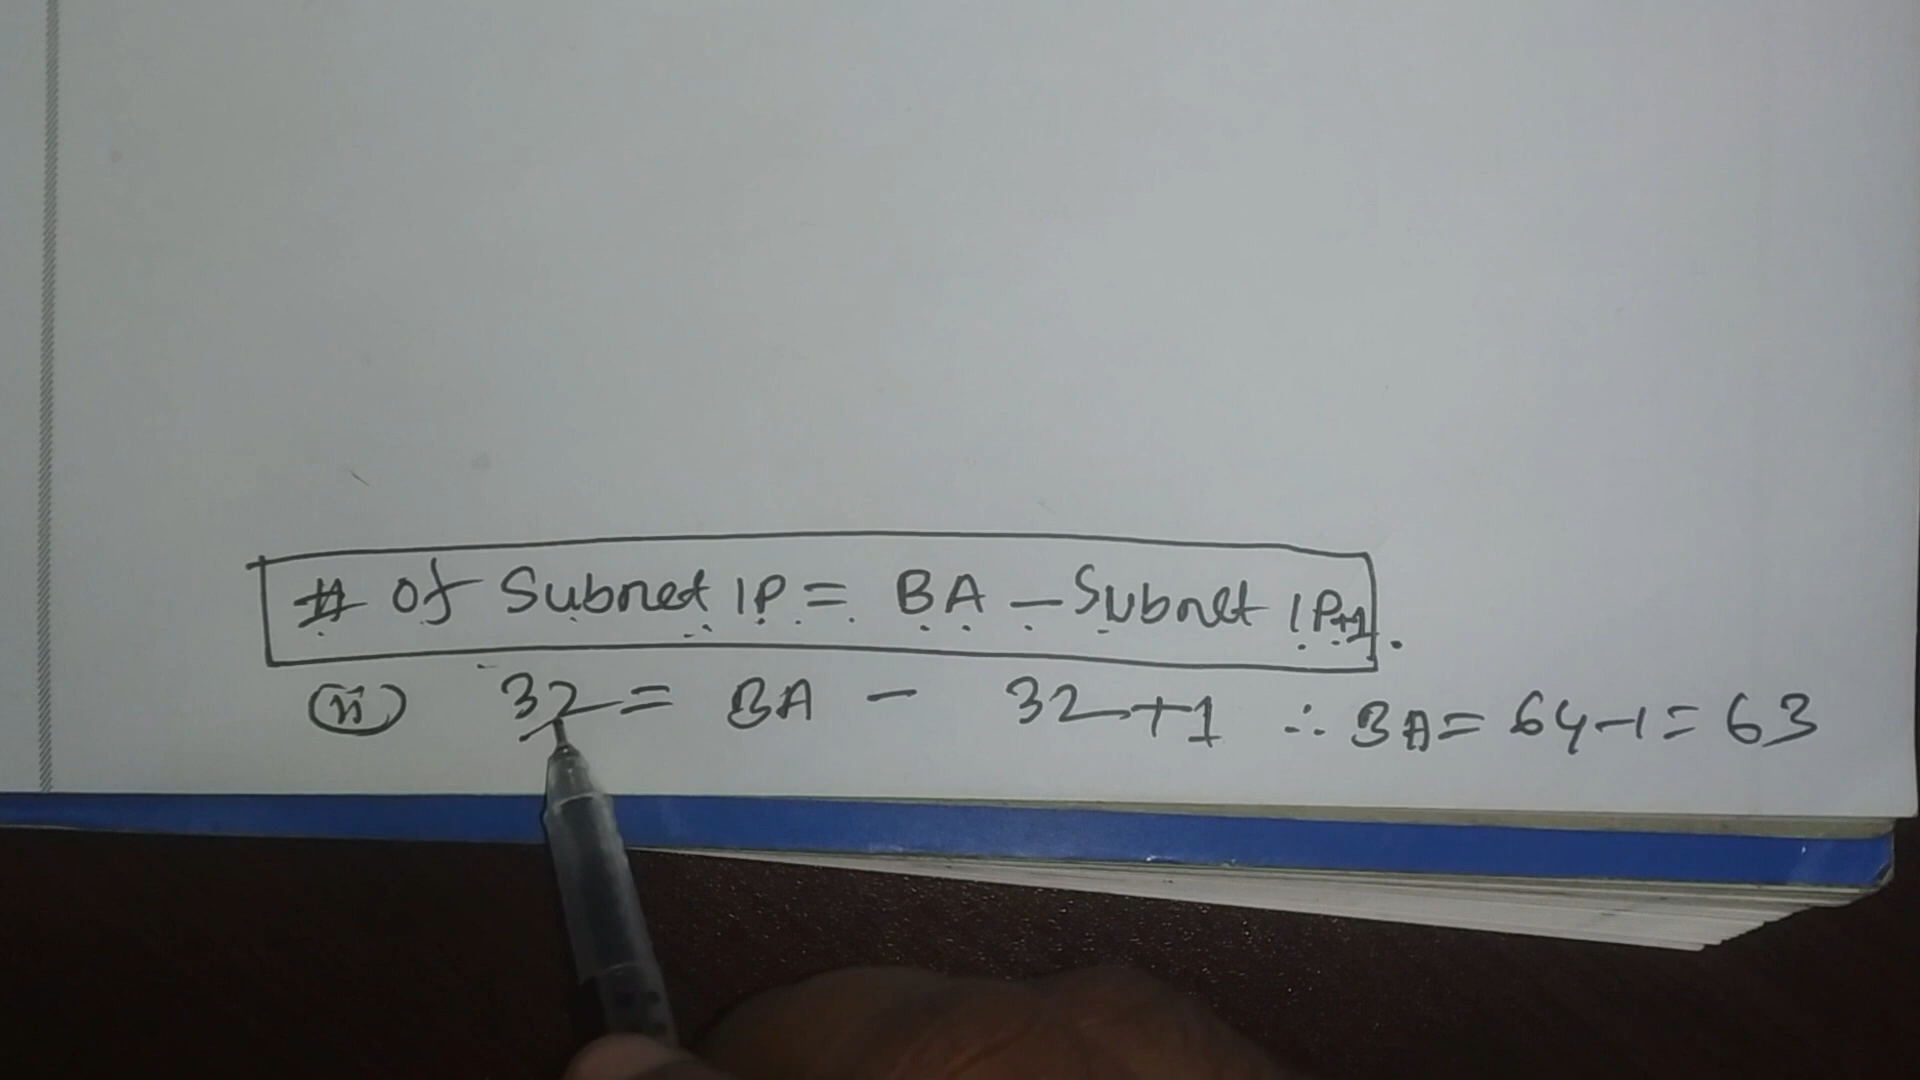 # of Subnet IP = BA - Subnet IP+1.
(ii) 32 = BA - 32+1 ∴ BA = 64-1 = 63